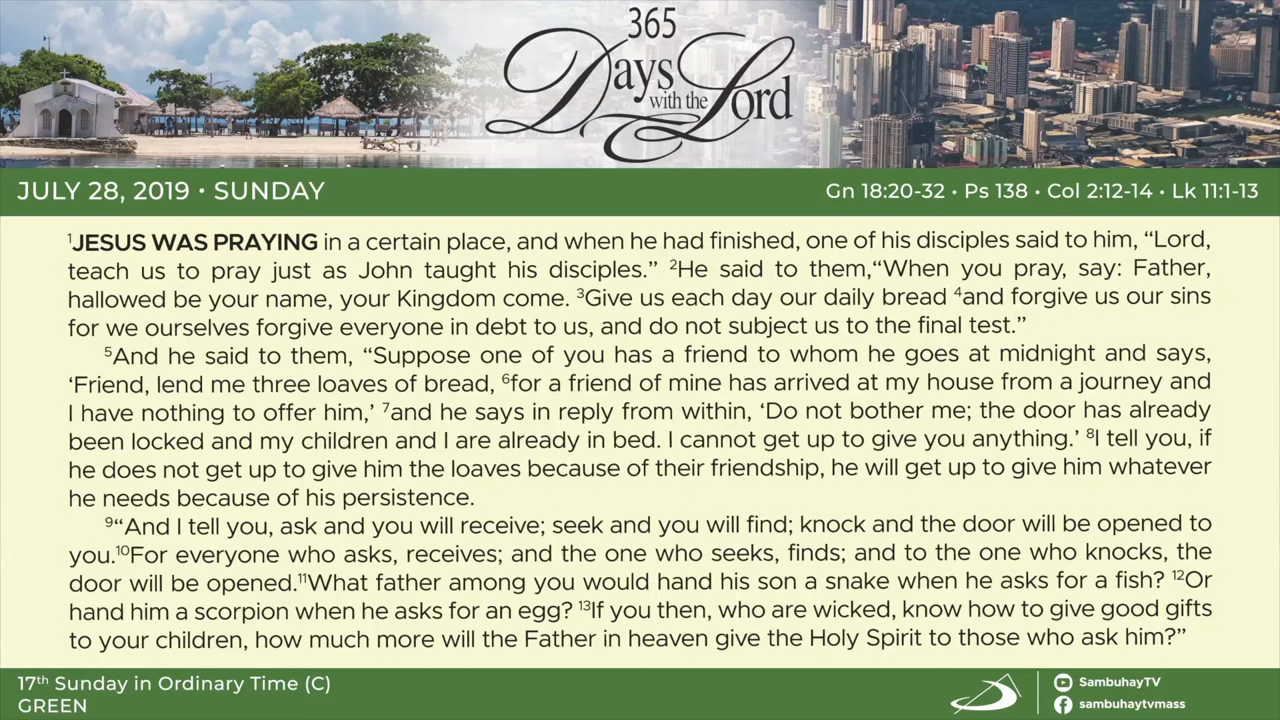 365
Days
with the
Lord
JULY 28, 2019 • SUNDAY
Gn 18:20-32 • Ps 138 • Col 2:12-14 • Lk 11:1-13
¹JESUS WAS PRAYING in a certain place, and when he had finished, one of his disciples said to him, “Lord,
teach us to pray just as John taught his disciples.” ²He said to them,“When you pray, say: Father,
hallowed be your name, your Kingdom come. ³Give us each day our daily bread ⁴and forgive us our sins
for we ourselves forgive everyone in debt to us, and do not subject us to the final test.”
⁵And he said to them, “Suppose one of you has a friend to whom he goes at midnight and says,
‘Friend, lend me three loaves of bread, ⁶for a friend of mine has arrived at my house from a journey and
I have nothing to offer him,’ ⁷and he says in reply from within, ‘Do not bother me; the door has already
been locked and my children and I are already in bed. I cannot get up to give you anything.’ ⁸I tell you, if
he does not get up to give him the loaves because of their friendship, he will get up to give him whatever
he needs because of his persistence.
⁹“And I tell you, ask and you will receive; seek and you will find; knock and the door will be opened to
you.¹⁰For everyone who asks, receives; and the one who seeks, finds; and to the one who knocks, the
door will be opened.¹¹What father among you would hand his son a snake when he asks for a fish? ¹²Or
hand him a scorpion when he asks for an egg? ¹³If you then, who are wicked, know how to give good gifts
to your children, how much more will the Father in heaven give the Holy Spirit to those who ask him?”
17th Sunday in Ordinary Time (C)
GREEN
SambuhayTV
sambuhaytvmass